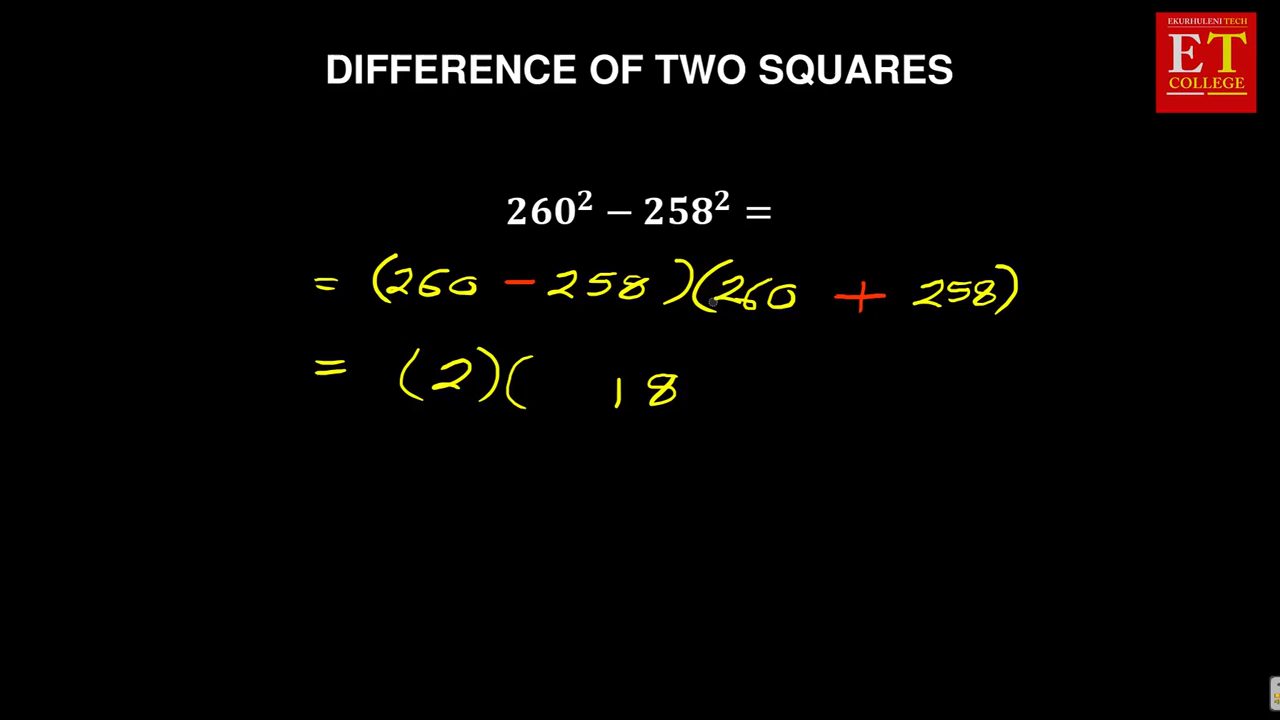 EKURHULENI TECH
ET
COLLEGE
DIFFERENCE OF TWO SQUARES
260² − 258² =
= (260 − 258)(260 + 258)
= (2)( 18